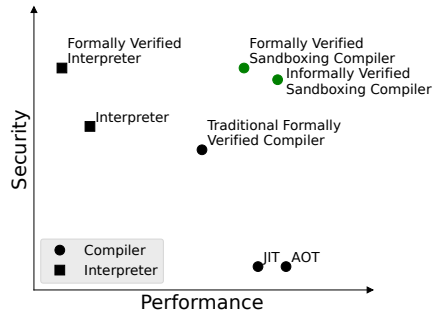 Formally Verified
Interpreter
Formally Verified
Sandboxing Compiler
Informally Verified
Sandboxing Compiler
Interpreter
Traditional Formally
Verified Compiler
JIT
AOT
Compiler
Interpreter
Security
Performance